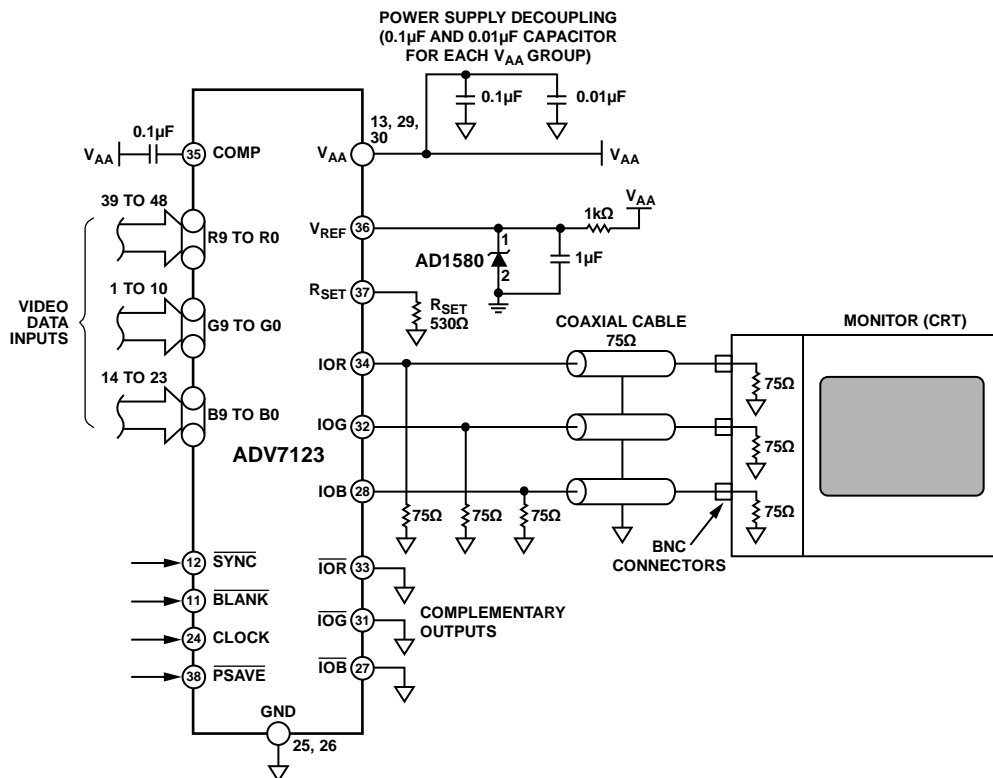 POWER SUPPLY DECOUPLING
(0.1µF AND 0.01µF CAPACITOR
FOR EACH VAA GROUP)
0.1µF
0.01µF
13, 29,
30
VAA
VAA
0.1µF
VAA
35
COMP
39 TO 48
R9 TO R0
VREF
36
1
AD1580
2
1µF
1kΩ
VAA
RSET
37
RSET
530Ω
VIDEO
DATA
INPUTS
1 TO 10
G9 TO G0
14 TO 23
B9 TO B0
ADV7123
COAXIAL CABLE
75Ω
MONITOR (CRT)
IOR
34
75Ω
IOG
32
75Ω
IOB
28
75Ω
75Ω
75Ω
75Ω
BNC
CONNECTORS
12
SYNC
11
BLANK
24
CLOCK
38
PSAVE
IOR
33
IOG
31
IOB
27
COMPLEMENTARY
OUTPUTS
GND
25, 26